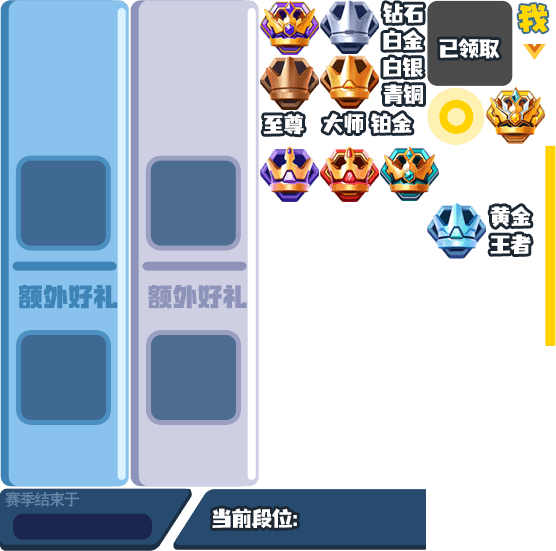 钻石
白金
白银
青铜
至尊
大师
铂金
已领取
我
黄金
王者
额外好礼
额外好礼
赛季结束于
当前段位: